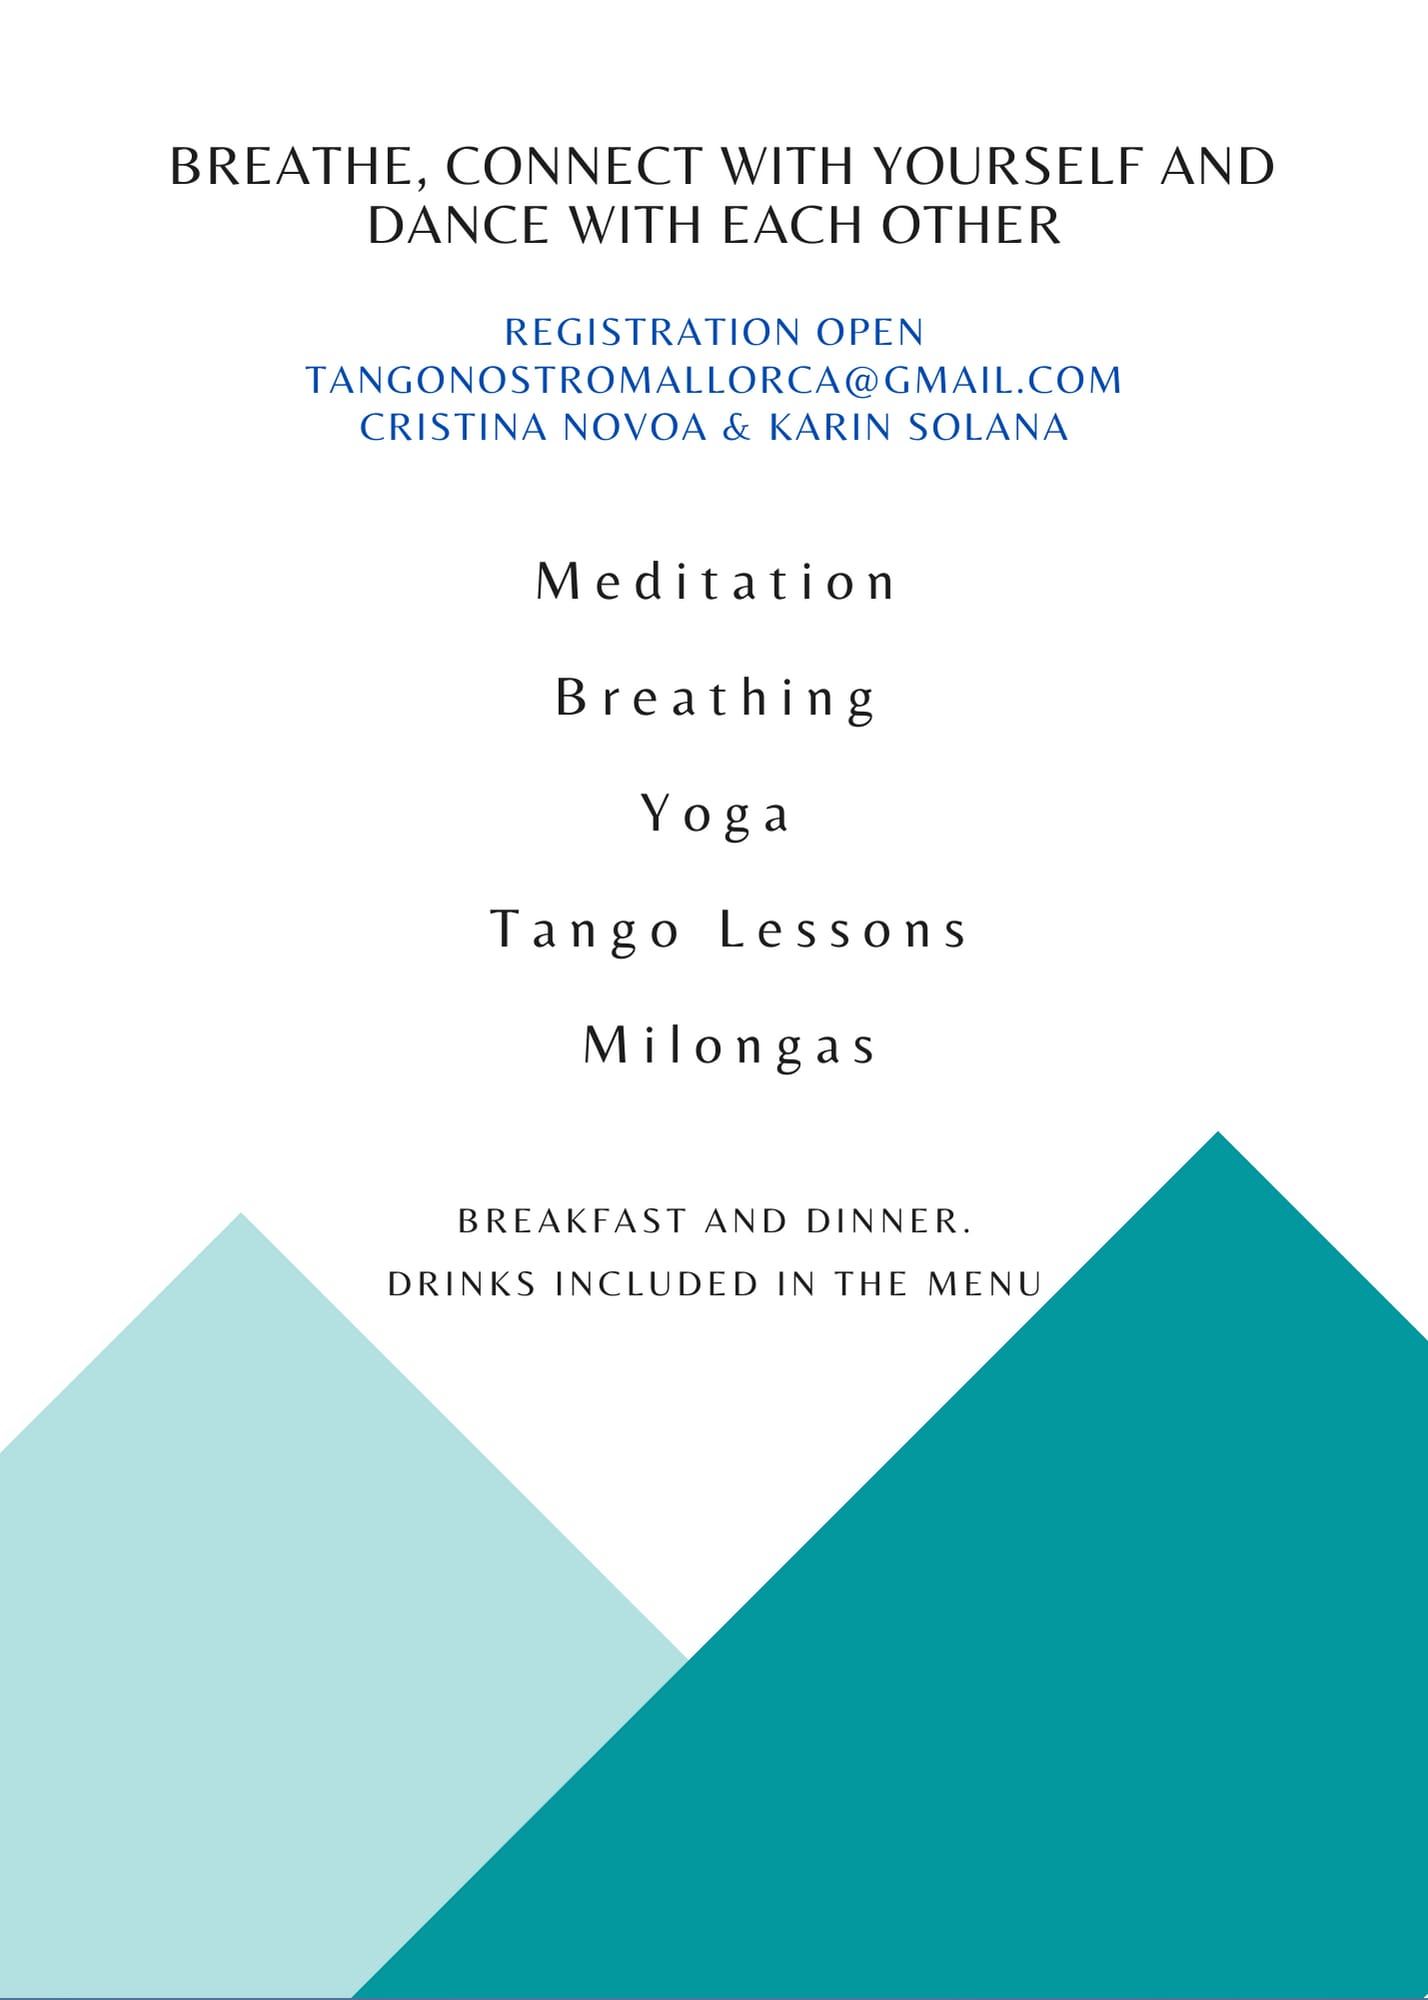 BREATHE, CONNECT WITH YOURSELF AND
DANCE WITH EACH OTHER
REGISTRATION OPEN
TANGONOSTROMALLORCA@GMAIL.COM
CRISTINA NOVOA & KARIN SOLANA
Meditation
Breathing
Yoga
Tango Lessons
Milongas
BREAKFAST AND DINNER.
DRINKS INCLUDED IN THE MENU